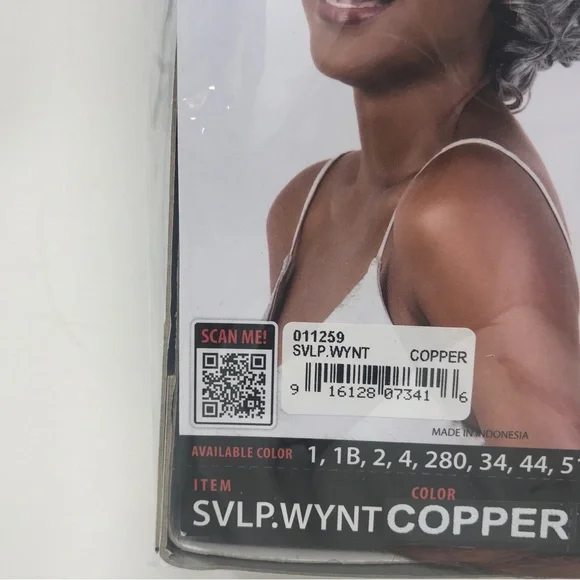 SCAN ME!
011259
SVLP.WYNT COPPER
9 16128 07341 6
MADE IN INDONESIA
AVAILABLE COLOR 1, 1B, 2, 4, 280, 34, 44, 51
ITEM COLOR
SVLP.WYNT COPPER